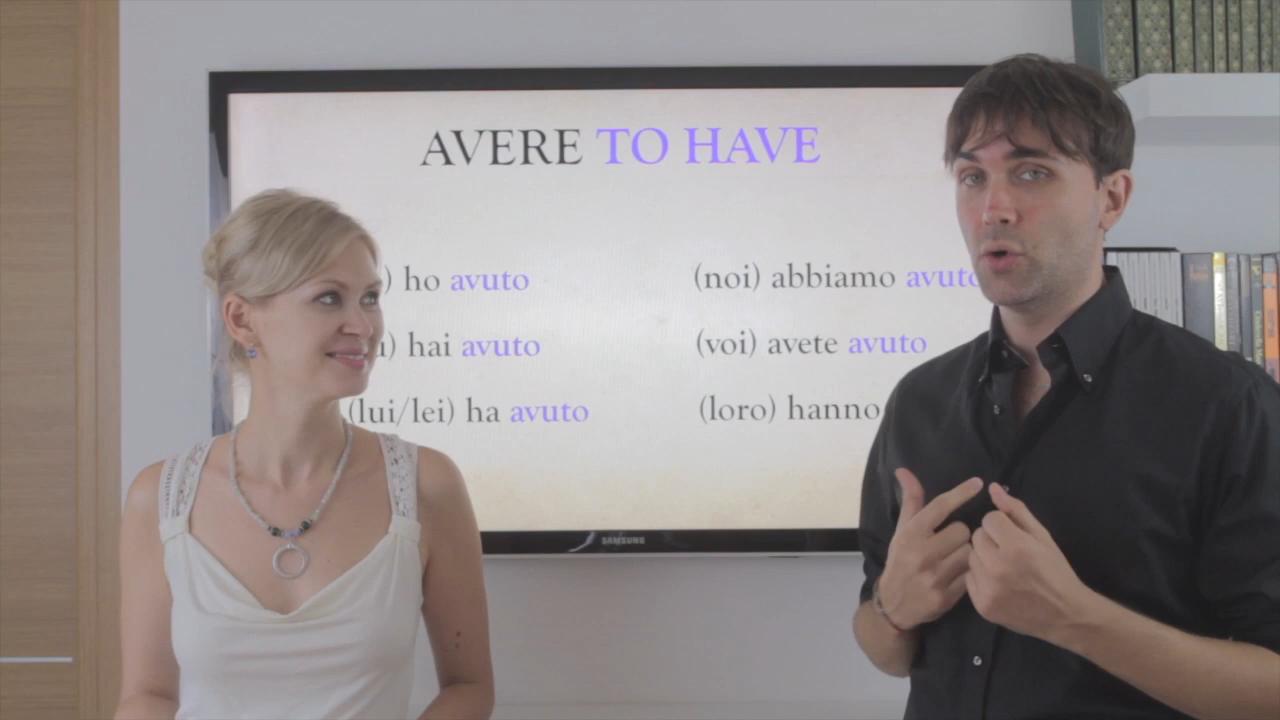 AVERE TO HAVE
) ho avuto
) hai avuto
(lui/lei) ha avuto
(noi) abbiamo avuto
(voi) avete avuto
(loro) hanno
SAMSUNG